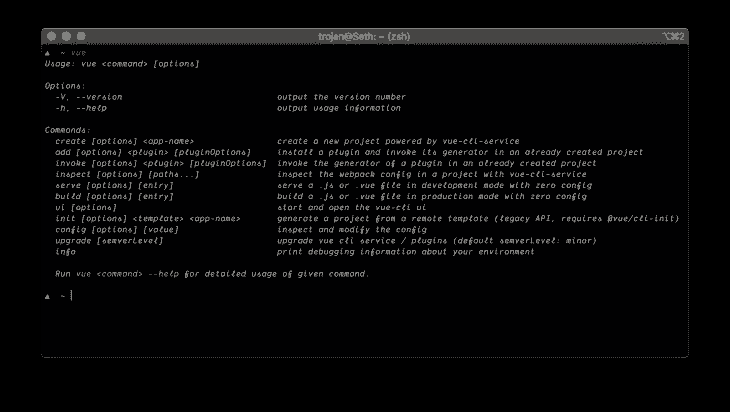 trojan@Seth: ~ (zsh) ⌥⌘2
▲ ~ vue
Usage: vue <command> [options]
Options:
-V, --version output the version number
-h, --help output usage information
Commands:
create [options] <app-name> create a new project powered by vue-cli-service
add [options] <plugin> [pluginOptions] install a plugin and invoke its generator in an already created project
invoke [options] <plugin> [pluginOptions] invoke the generator of a plugin in an already created project
inspect [options] [paths...] inspect the webpack config in a project with vue-cli-service
serve [options] [entry] serve a .js or .vue file in development mode with zero config
build [options] [entry] build a .js or .vue file in production mode with zero config
ui [options] start and open the vue-cli ui
init [options] <template> <app-name> generate a project from a remote template (legacy API, requires @vue/cli-init)
config [options] [value] inspect and modify the config
upgrade [semverLevel] upgrade vue cli service / plugins (default semverLevel: minor)
info print debugging information about your environment
Run vue <command> --help for detailed usage of given command.
▲ ~